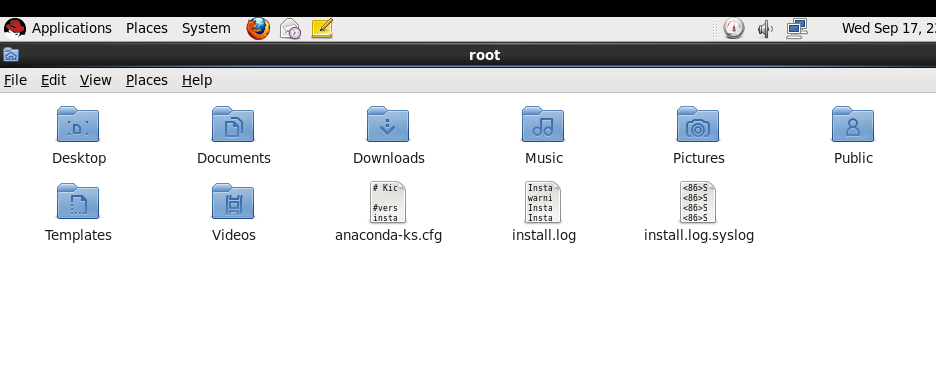 Applications Places System Wed Sep 17, 2
root
File Edit View Places Help
Desktop Documents Downloads Music Pictures Public
# Kic
#vers
insta
Insta
warni
Insta
Insta
<86>S
<86>S
<86>S
<86>S
Templates Videos anaconda-ks.cfg install.log install.log.syslog